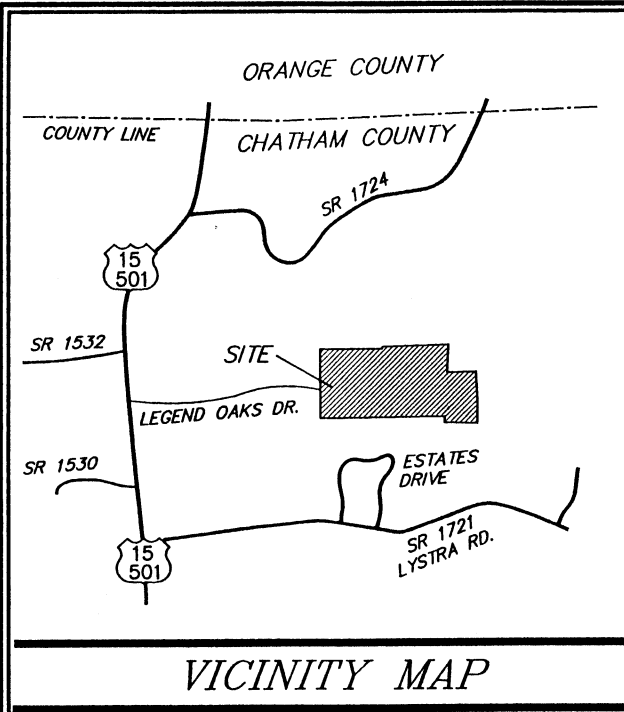 ORANGE COUNTY
COUNTY LINE
CHATHAM COUNTY
SR 1724
15
501
SR 1532
SITE
LEGEND OAKS DR.
SR 1530
ESTATES
DRIVE
SR 1721
LYSTRA RD.
15
501
VICINITY MAP